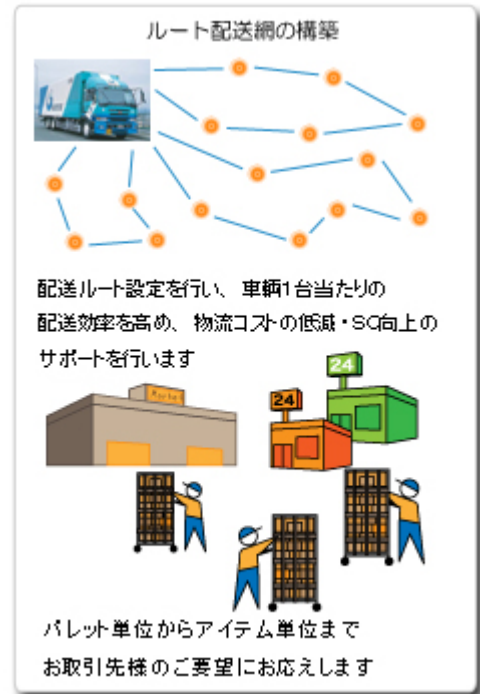 ルート配送網の構築
配送ルート設定を行い、車輌1台当たりの
配送効率を高め、物流コストの低減・SQ向上の
サポートを行います
24
24
Market
パレット単位からアイテム単位まで
お取引先様のご要望にお応えします